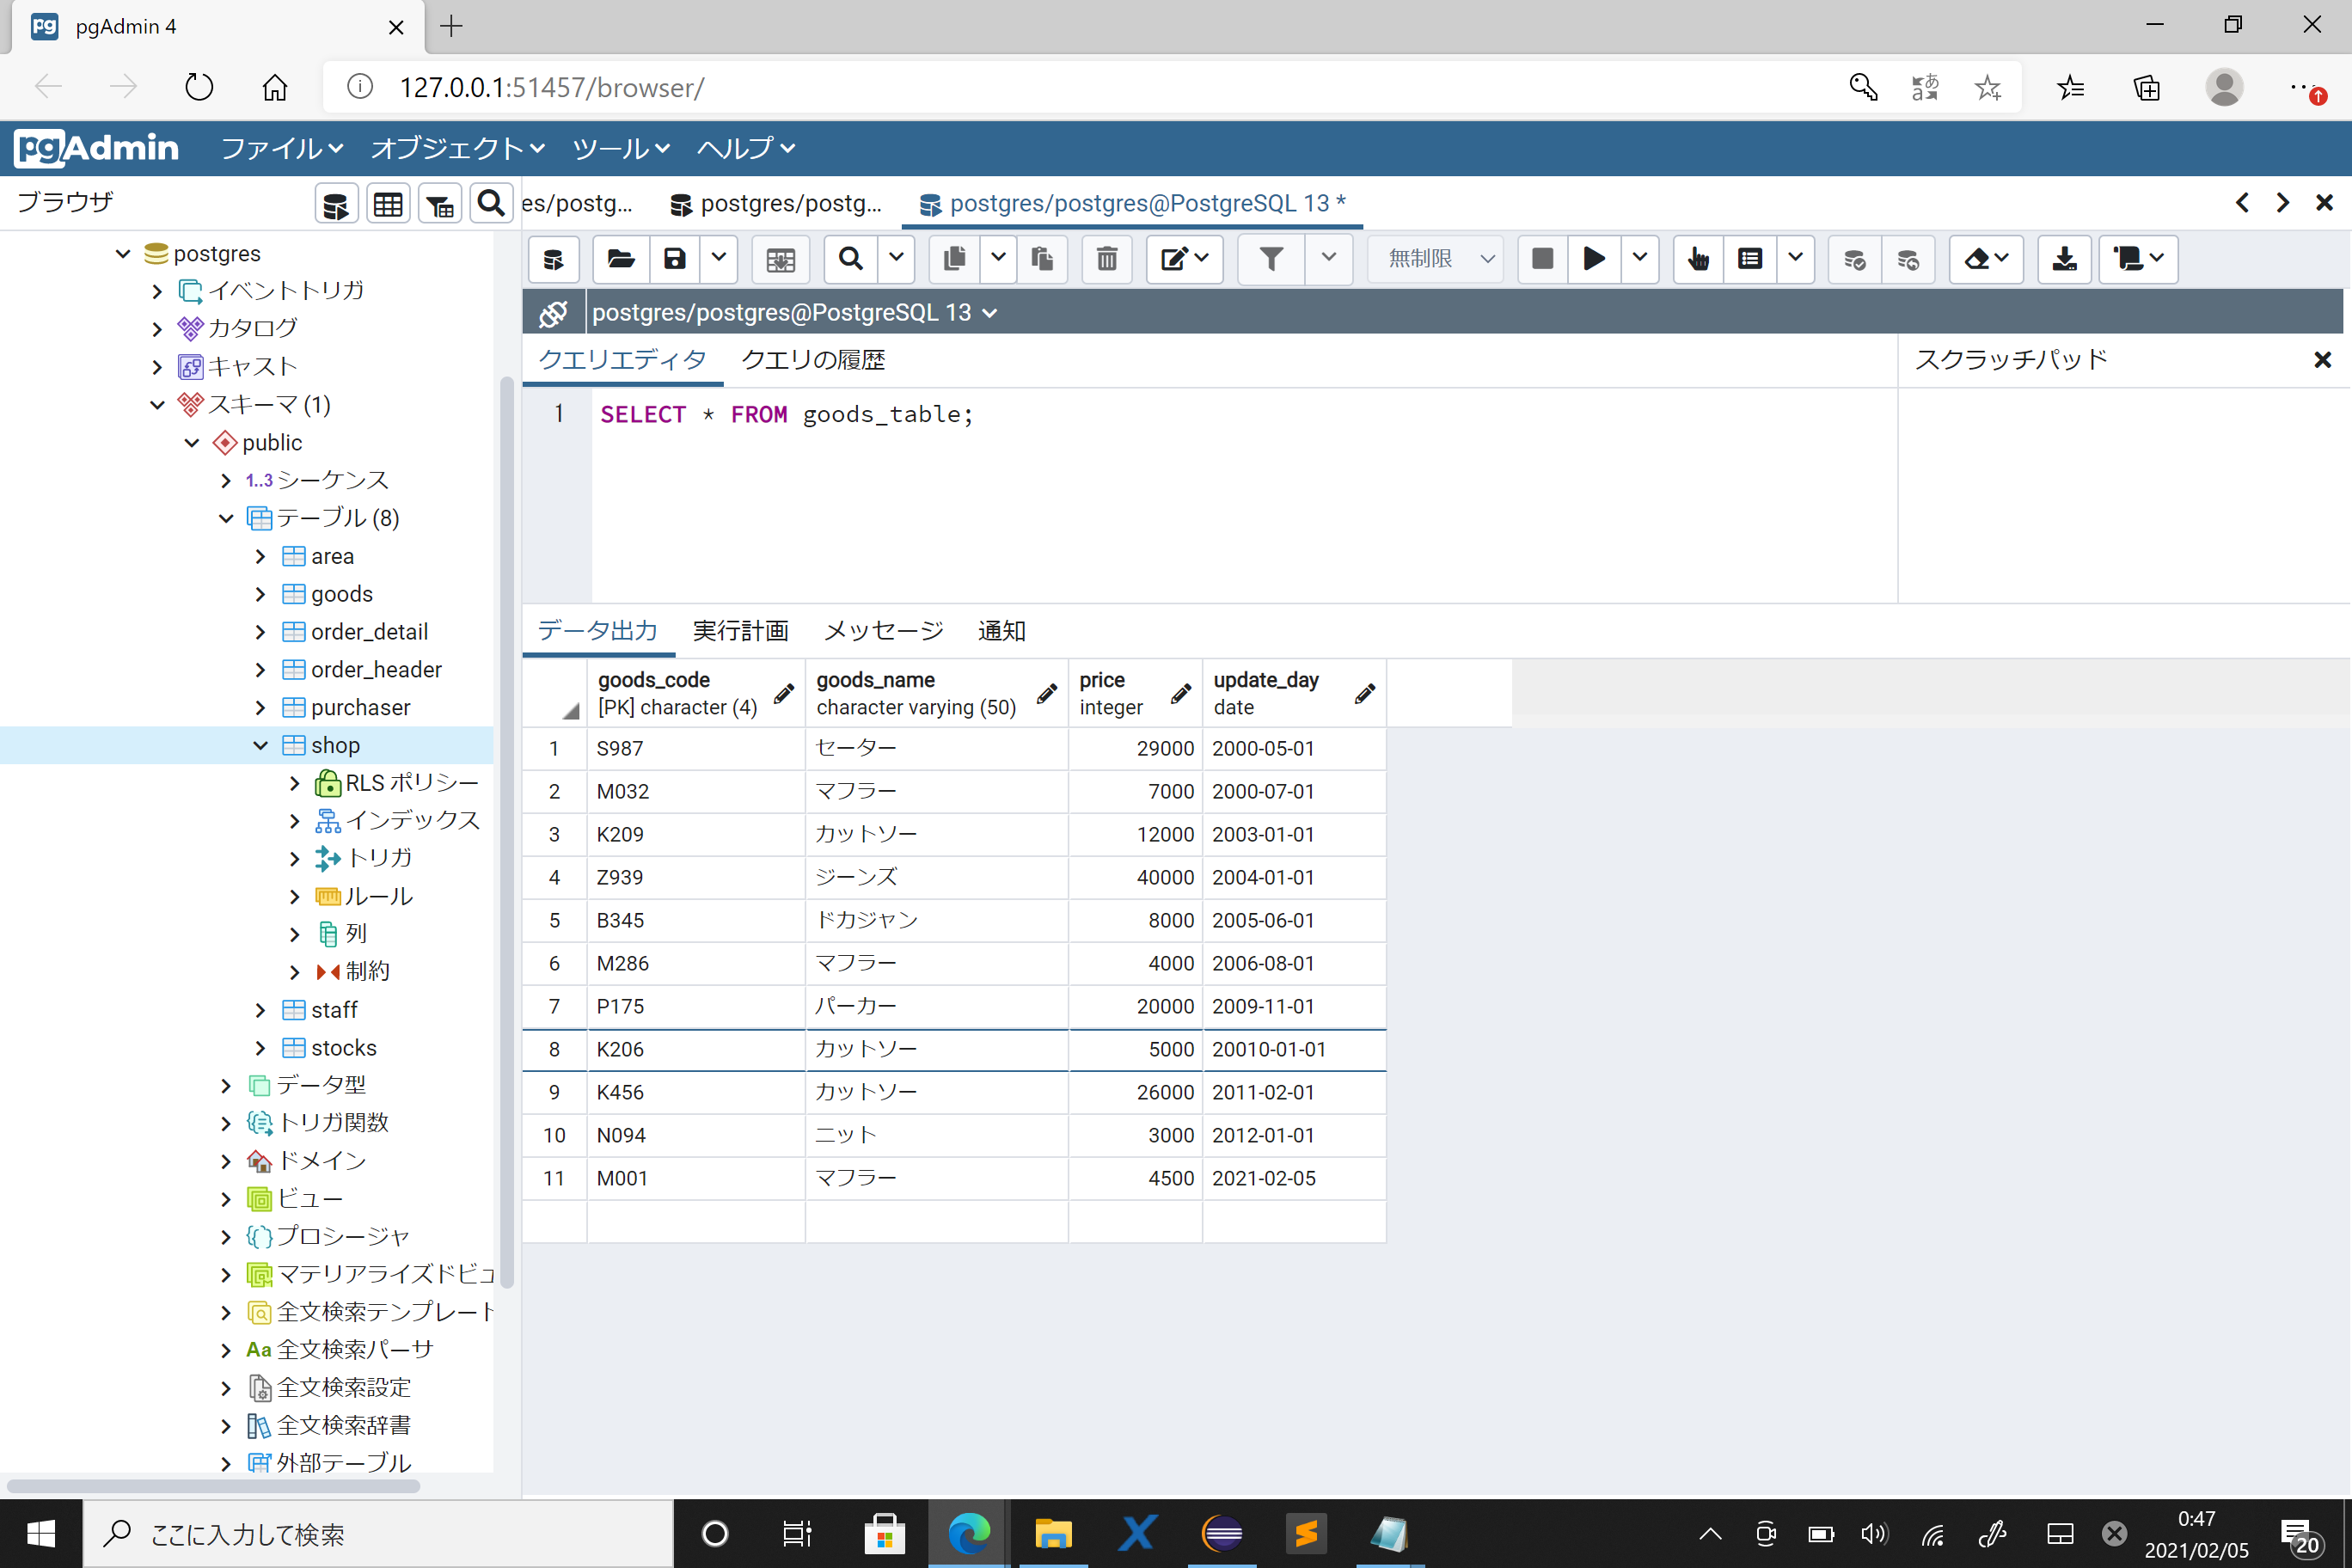 pgAdmin 4
127.0.0.1:51457/browser/
pgAdmin ファイル オブジェクト ツール ヘルプ
ブラウザ
es/postg... postgres/postg... postgres/postgres@PostgreSQL 13 *
無制限
postgres/postgres@PostgreSQL 13
クエリエディタ クエリの履歴 スクラッチパッド
1 SELECT * FROM goods_table;
postgres
イベントトリガ
カタログ
キャスト
スキーマ (1)
public
1..3 シーケンス
テーブル (8)
area
goods
order_detail
order_header
purchaser
shop
RLS ポリシー
インデックス
トリガ
ルール
列
制約
staff
stocks
データ型
トリガ関数
ドメイン
ビュー
プロシージャ
マテリアライズドビュ
全文検索テンプレート
Aa 全文検索パーサ
全文検索設定
全文検索辞書
外部テーブル
データ出力 実行計画 メッセージ 通知
goods_code goods_name price update_day
[PK] character (4) character varying (50) integer date
1 S987 セーター 29000 2000-05-01
2 M032 マフラー 7000 2000-07-01
3 K209 カットソー 12000 2003-01-01
4 Z939 ジーンズ 40000 2004-01-01
5 B345 ドカジャン 8000 2005-06-01
6 M286 マフラー 4000 2006-08-01
7 P175 パーカー 20000 2009-11-01
8 K206 カットソー 5000 20010-01-01
9 K456 カットソー 26000 2011-02-01
10 N094 ニット 3000 2012-01-01
11 M001 マフラー 4500 2021-02-05
ここに入力して検索
0:47
2021/02/05
20